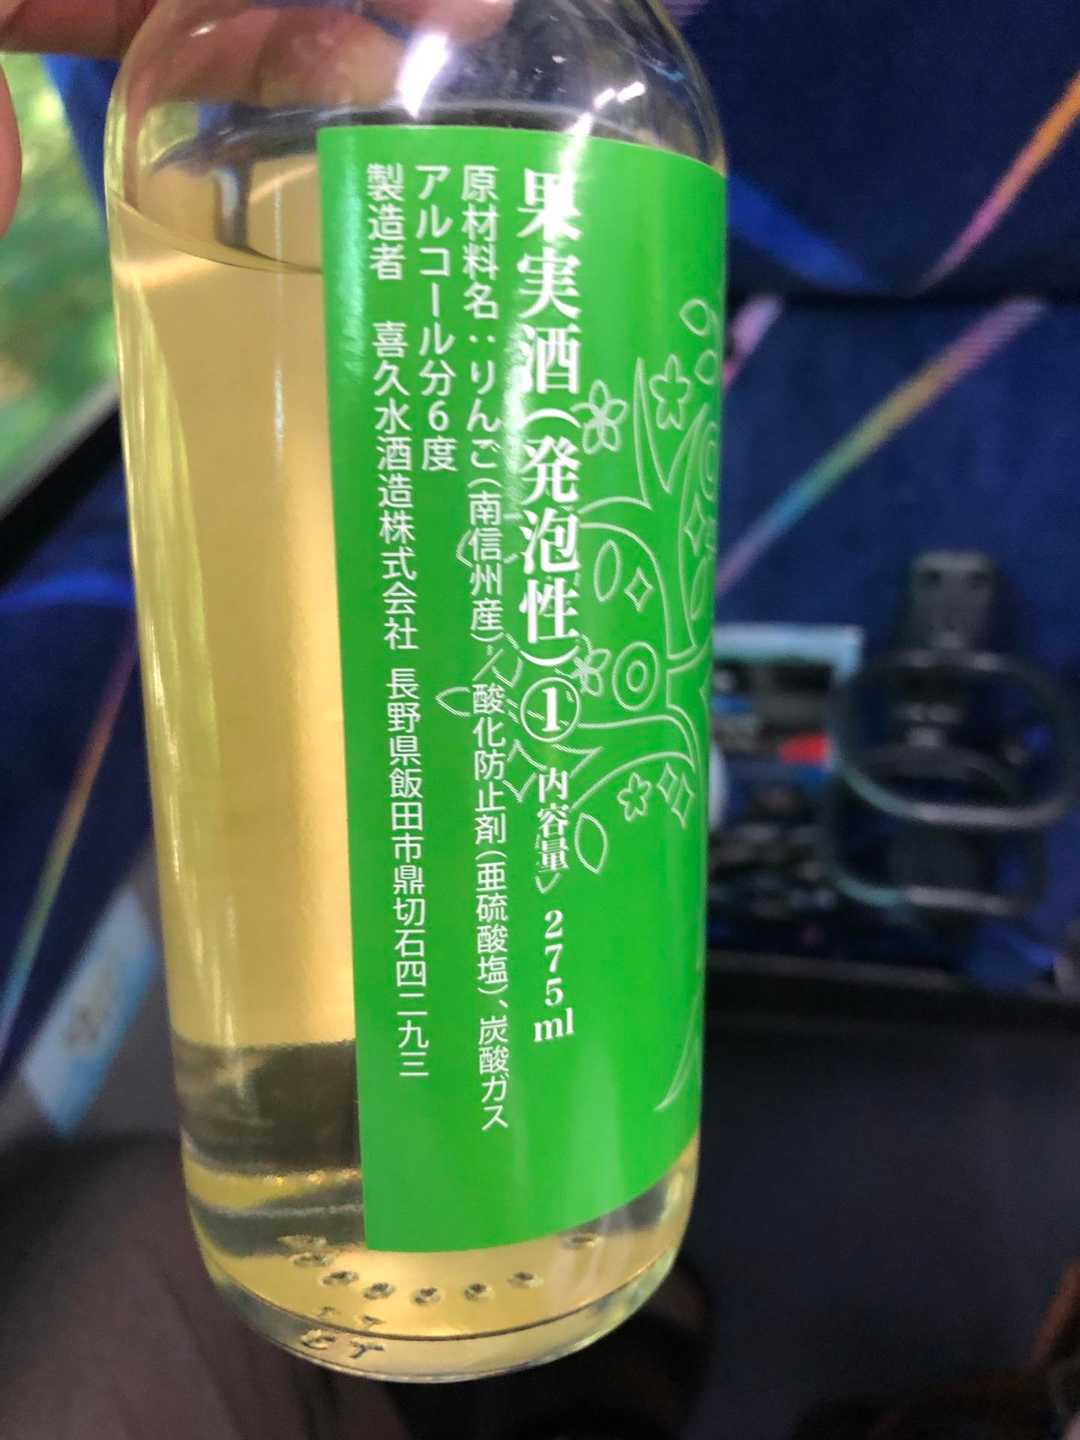 果実酒（発泡性）① 内容量 275ml
原材料名：りんご（南信州産）／酸化防止剤（亜硫酸塩）、炭酸ガス
アルコール分6度
製造者 喜久水酒造株式会社 長野県飯田市鼎切石四二九三